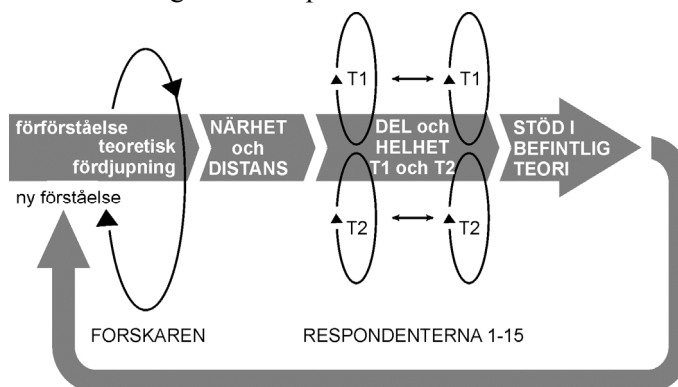 förförståelse
teoretisk
fördjupning
ny förståelse
NÄRHET
och
DISTANS
T1
T1
DEL och
HELHET
T1 och T2
T2
T2
STÖD I
BEFINTLIG
TEORI
FORSKAREN
RESPONDENTERNA 1-15